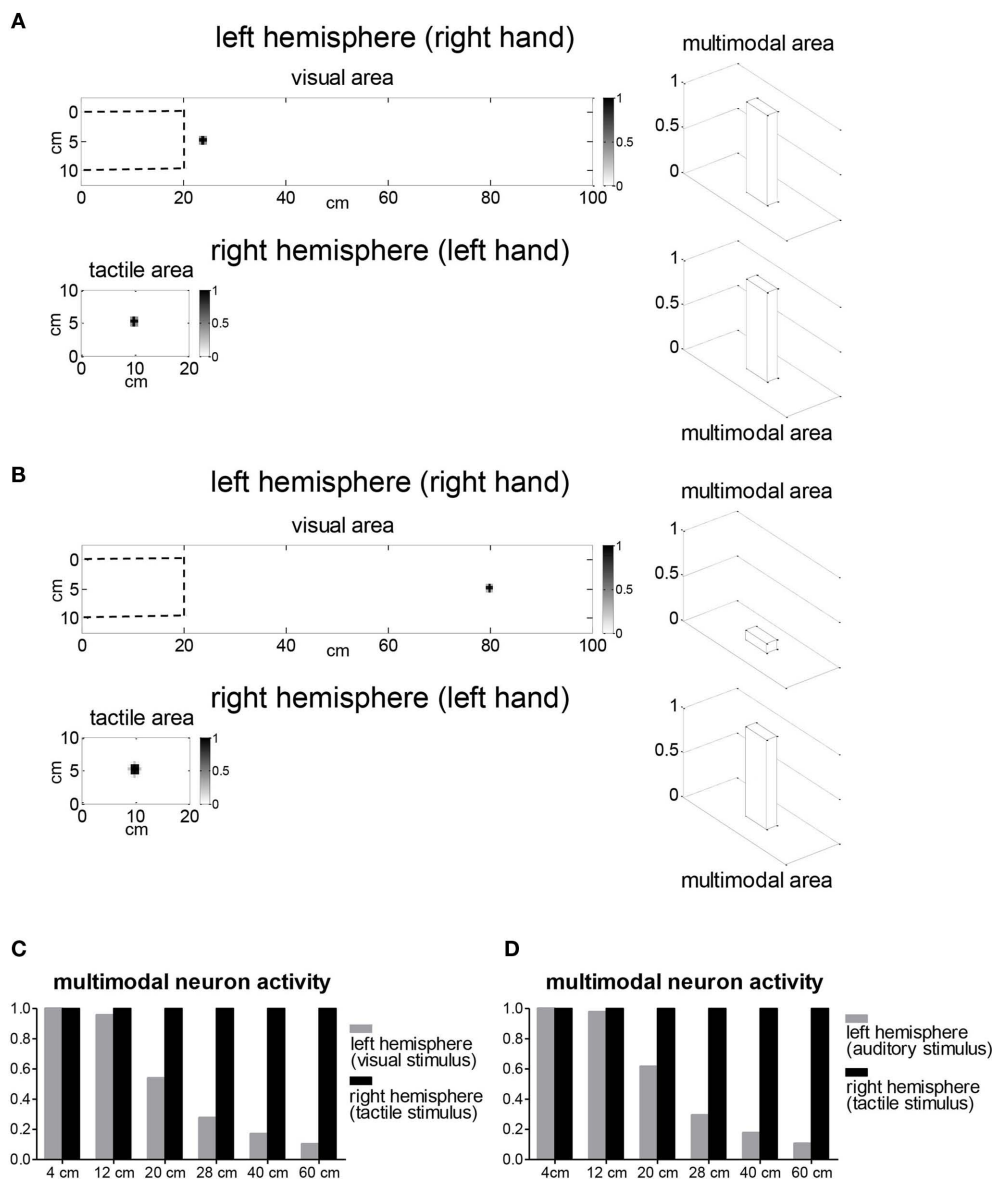 A
left hemisphere (right hand)
visual area
multimodal area
cm
0
5
10
0 20 40 60 80 100
cm
1
0.5
0
1
0.5
0
right hemisphere (left hand)
tactile area
cm
10
5
0
0 10 20
cm
1
0.5
0
1
0.5
0
multimodal area
B
left hemisphere (right hand)
visual area
multimodal area
cm
0
5
10
0 20 40 60 80 100
cm
1
0.5
0
1
0.5
0
right hemisphere (left hand)
tactile area
cm
10
5
0
0 10 20
cm
1
0.5
0
1
0.5
0
multimodal area
C
multimodal neuron activity
1.0
0.8
0.6
0.4
0.2
0.0
4 cm 12 cm 20 cm 28 cm 40 cm 60 cm
left hemisphere
(visual stimulus)
right hemisphere
(tactile stimulus)
D
multimodal neuron activity
1.0
0.8
0.6
0.4
0.2
0.0
4cm 12 cm 20 cm 28 cm 40 cm 60 cm
left hemisphere
(auditory stimulus)
right hemisphere
(tactile stimulus)